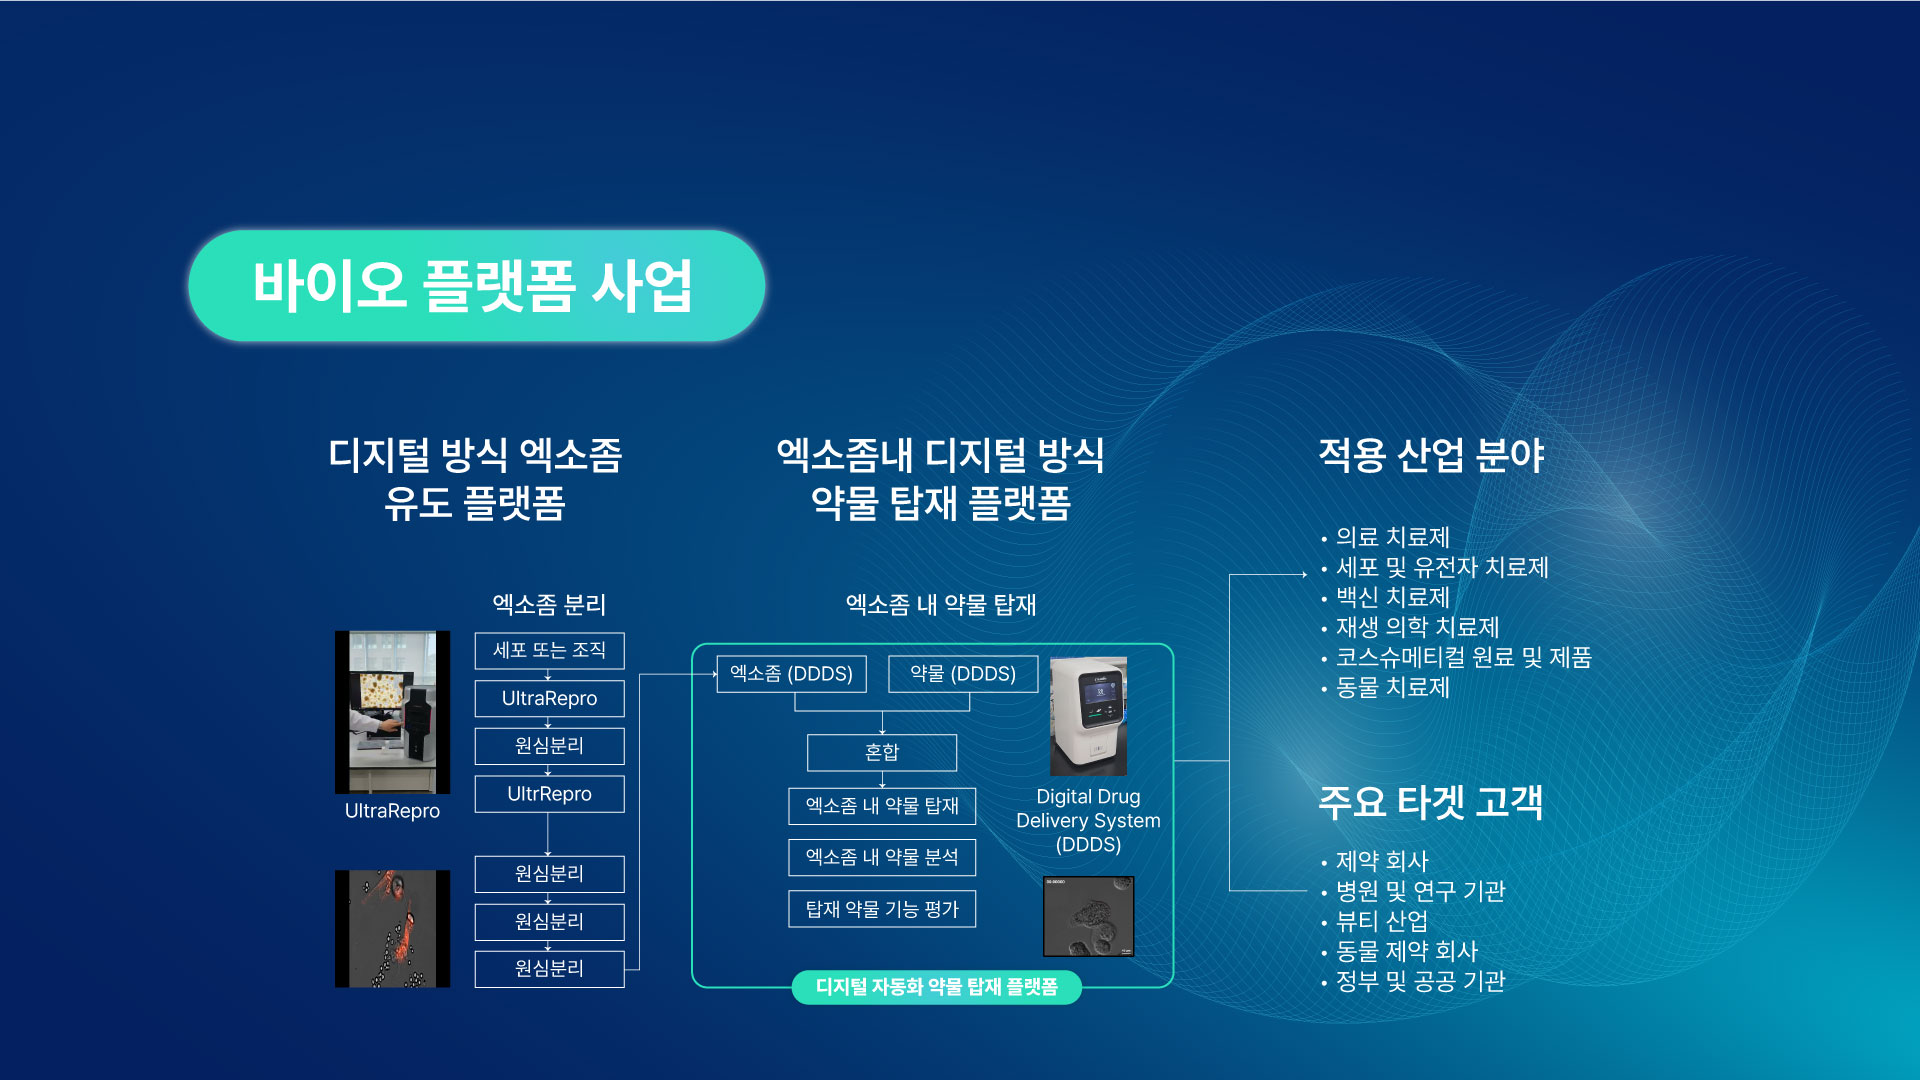 바이오 플랫폼 사업
디지털 방식 엑소좀
유도 플랫폼
엑소좀 분리
세포 또는 조직
UltraRepro
원심분리
UltrRepro
원심분리
원심분리
원심분리
UltraRepro
엑소좀내 디지털 방식
약물 탑재 플랫폼
엑소좀 내 약물 탑재
엑소좀 (DDDS)
약물 (DDDS)
혼합
엑소좀 내 약물 탑재
엑소좀 내 약물 분석
탑재 약물 기능 평가
Digital Drug
Delivery System
(DDDS)
디지털 자동화 약물 탑재 플랫폼
적용 산업 분야
• 의료 치료제
• 세포 및 유전자 치료제
• 백신 치료제
• 재생 의학 치료제
• 코스슈메티컬 원료 및 제품
• 동물 치료제
주요 타겟 고객
• 제약 회사
• 병원 및 연구 기관
• 뷰티 산업
• 동물 제약 회사
• 정부 및 공공 기관